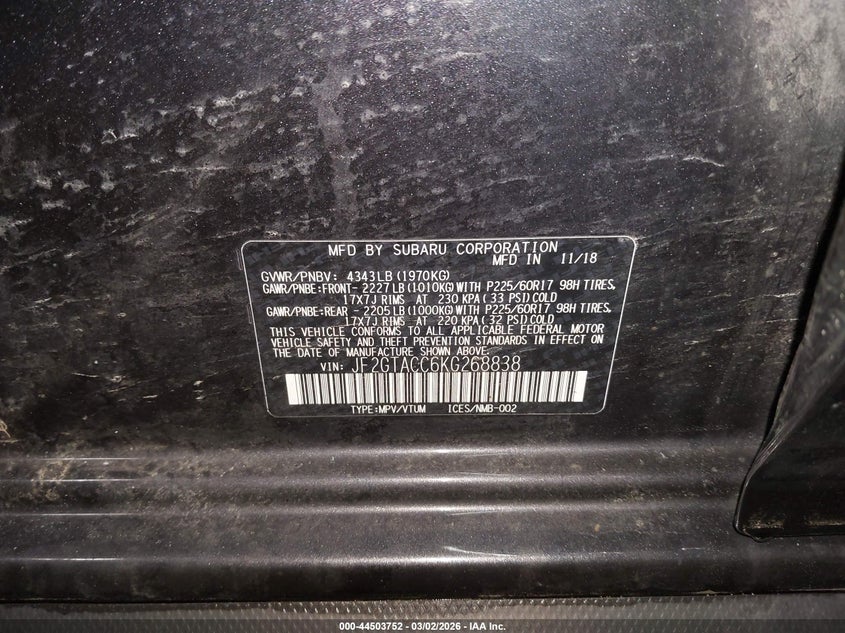 MFD BY SUBARU CORPORATION
MFD IN 11/18
GVWR/PNBV: 4343LB(1970KG)
GAWR/PNBE:FRONT- 2227LB(1010KG)WITH P225/60R17 98H TIRES,
17X7J RIMS AT 230 KPA(33 PSI)COLD
GAWR/PNBE:REAR - 2205LB(1000KG)WITH P225/60R17 98H TIRES,
17X7J RIMS AT 220 KPA(32 PSI)COLD
THIS VEHICLE CONFORMS TO ALL APPLICABLE FEDERAL MOTOR
VEHICLE SAFETY AND THEFT PREVENTION STANDARDS IN EFFECT ON
THE DATE OF MANUFACTURE SHOWN ABOVE.
VIN: JF2GTACC6KG268838
TYPE:MPV/VTUM ICES/NMB-002
000-44503752 — 03/02/2026 — IAA Inc.